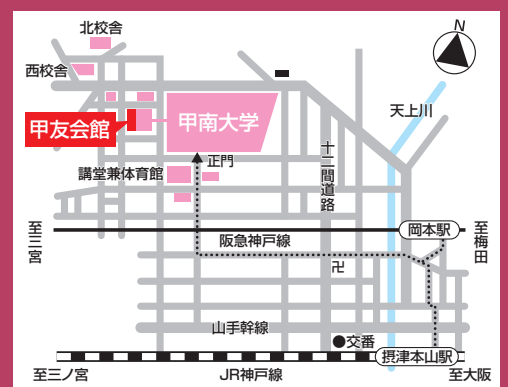 北校舎
N
西校舎
天上川
甲友会館
甲南大学
正門
十二間道路
講堂兼体育館
至三宮
阪急神戸線
岡本駅
至梅田
卍
山手幹線
●交番
摂津本山駅
至三ノ宮
JR神戸線
至大阪